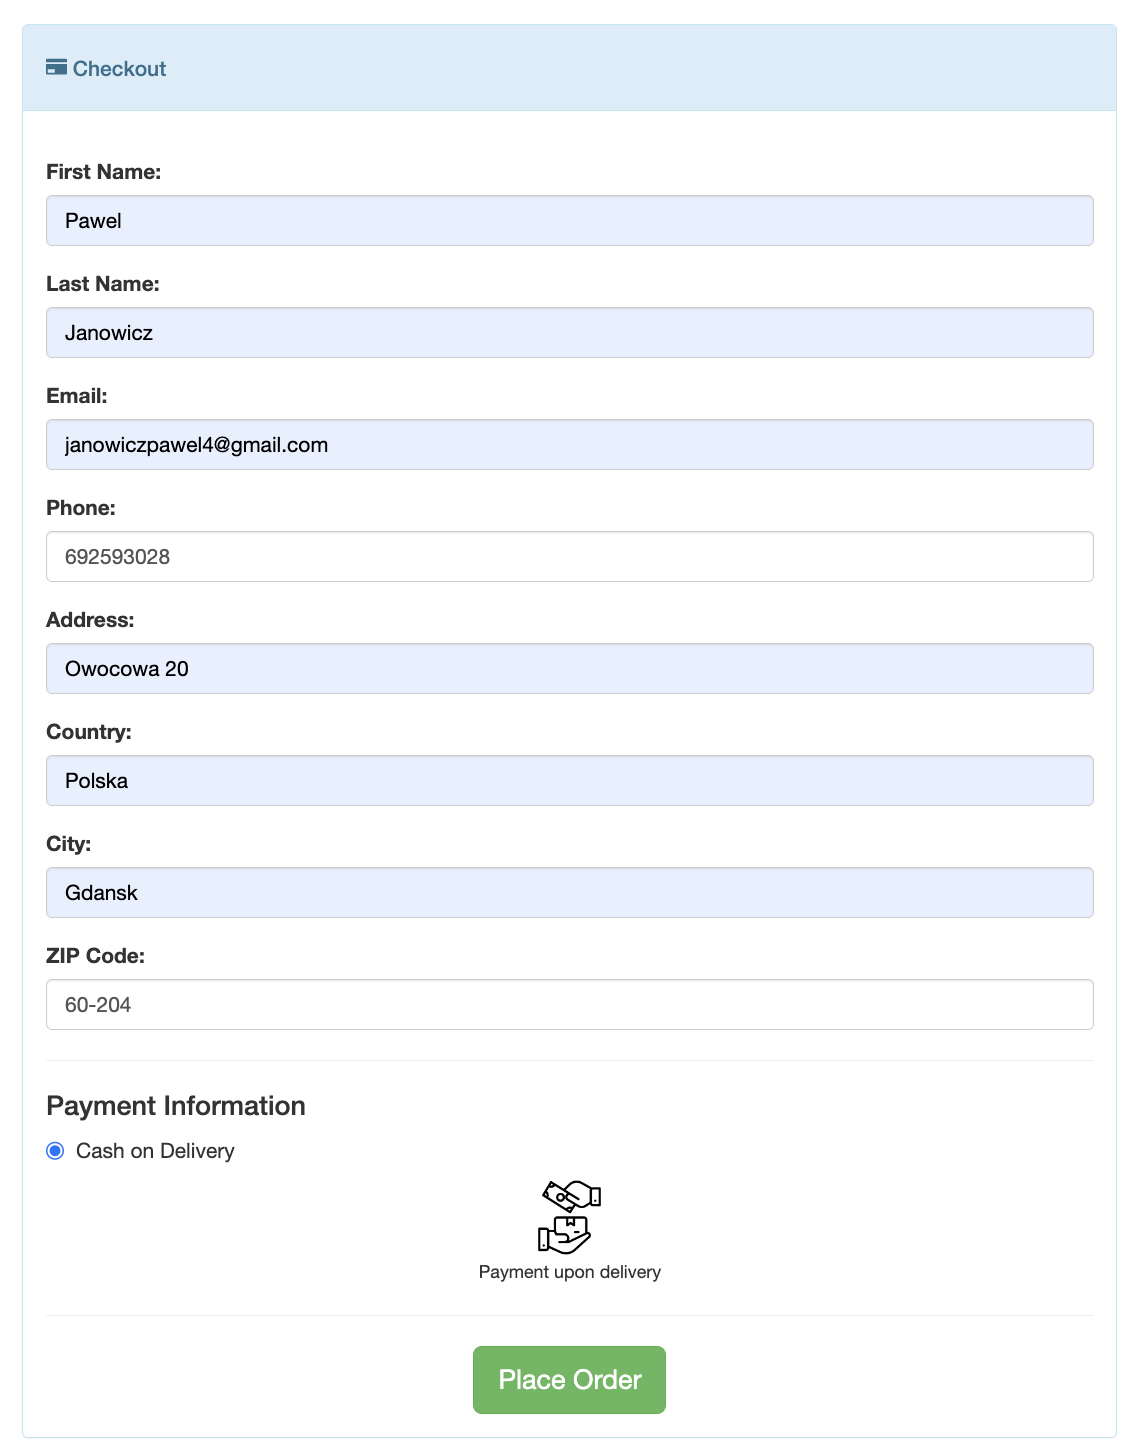 Checkout
First Name:
Pawel
Last Name:
Janowicz
Email:
janowiczpawel4@gmail.com
Phone:
692593028
Address:
Owocowa 20
Country:
Polska
City:
Gdansk
ZIP Code:
60-204
Payment Information
Cash on Delivery
Payment upon delivery
Place Order